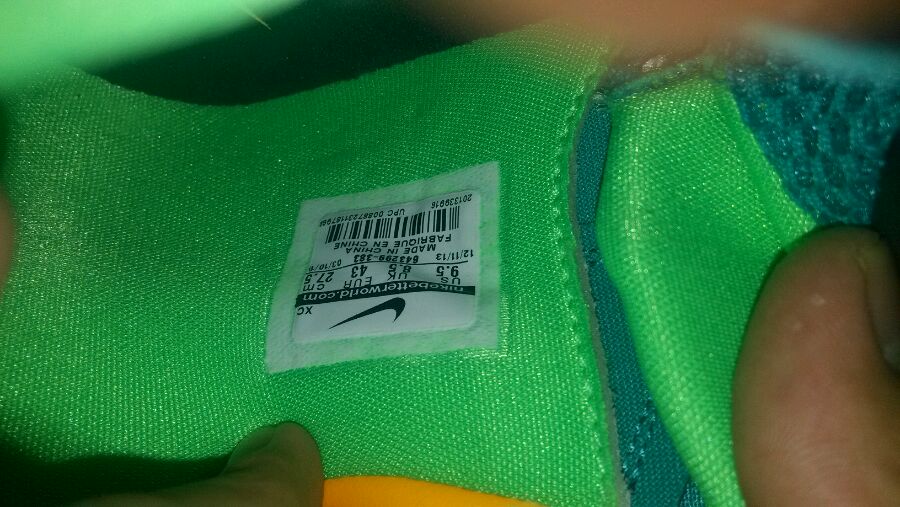 XC
nikebetterworld.com
US UK EUR cm
9.5 8.5 43 27.5
12/11/13
643299-383
MADE IN CHINA
FABRIQUE EN CHINE
201339916